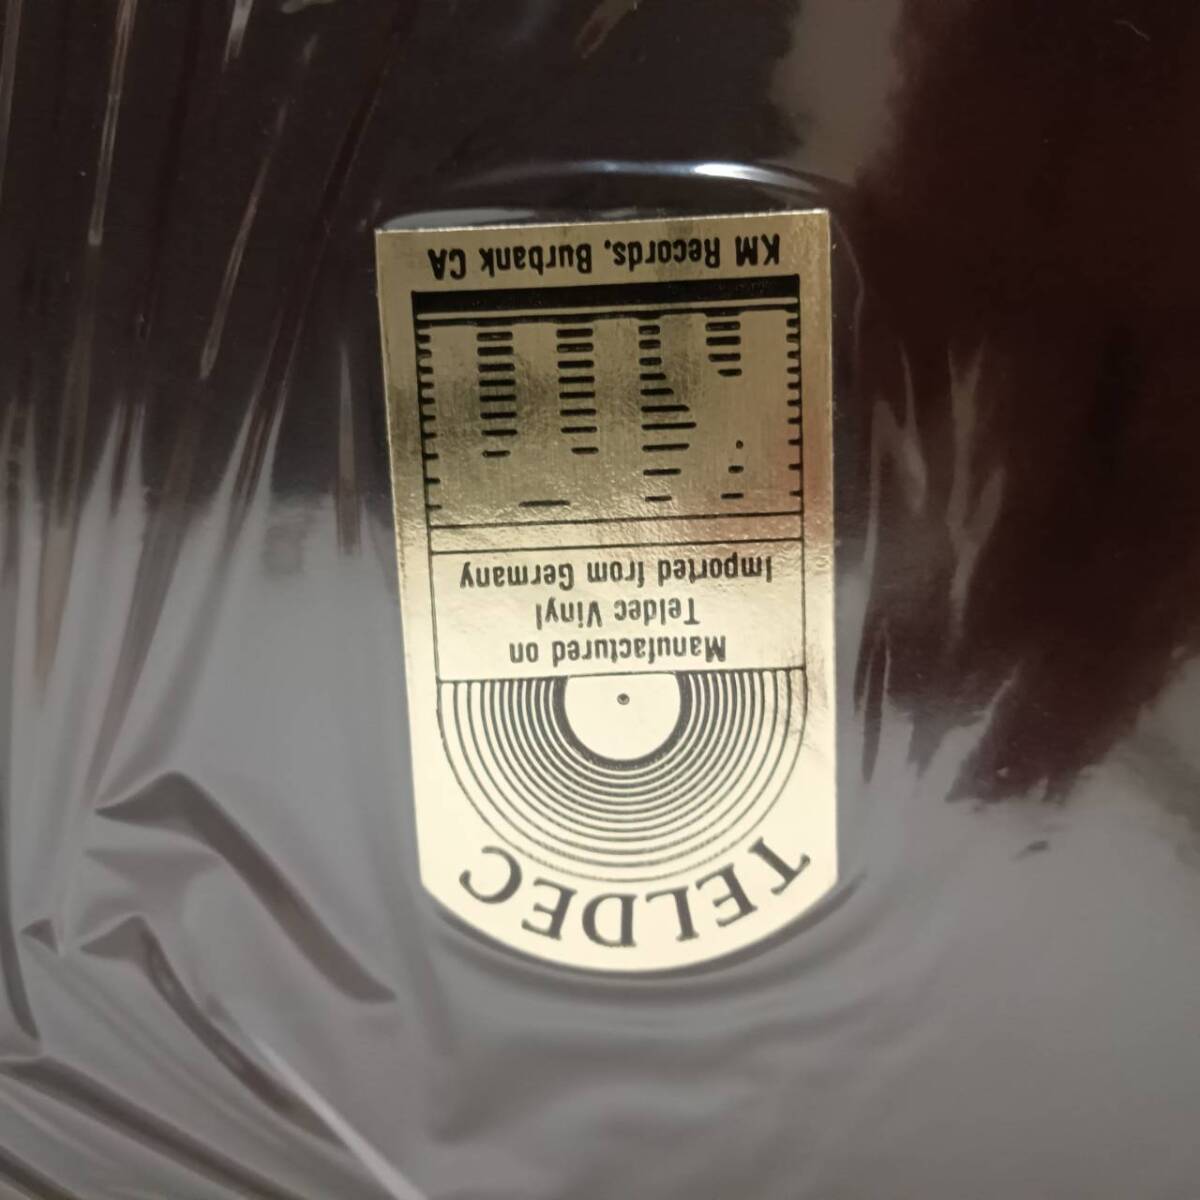 TELDEC
Manufactured on
Teldec Vinyl
Imported from Germany
KM Records, Burbank CA